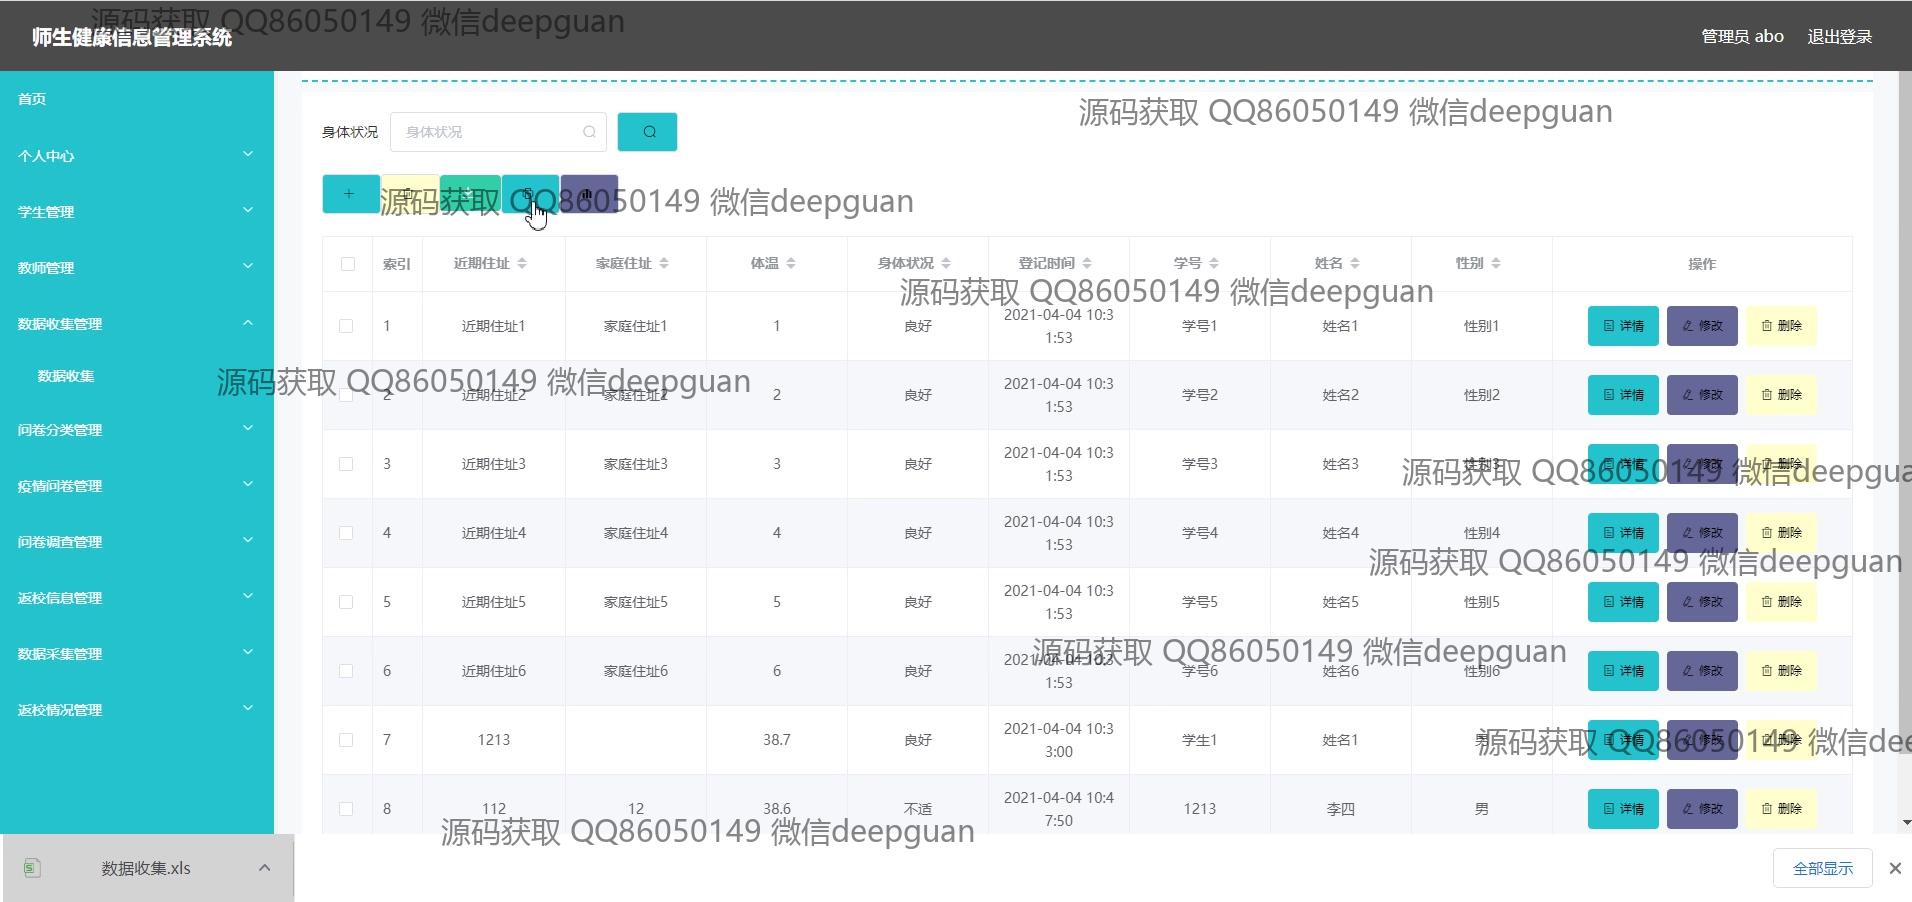 源码获取 QQ86050149 微信deepguan
师生健康信息管理系统
管理员 abo
退出登录
首页
个人中心
学生管理
教师管理
数据收集管理
数据收集
问卷分类管理
疫情问卷管理
问卷调查管理
返校信息管理
数据采集管理
返校情况管理
源码获取 QQ86050149 微信deepguan
身体状况 身体状况
源码获取 QQ86050149 微信deepguan
索引 近期住址 家庭住址 体温 身体状况 登记时间 学号 姓名 性别 操作
源码获取 QQ86050149 微信deepguan
1 近期住址1 家庭住址1 1 良好 2021-04-04 10:3
1:53 学号1 姓名1 性别1 详情 修改 删除
源码获取 QQ86050149 微信deepguan
2 近期住址2 家庭住址2 2 良好 2021-04-04 10:3
1:53 学号2 姓名2 性别2 详情 修改 删除
3 近期住址3 家庭住址3 3 良好 2021-04-04 10:3
1:53 学号3 姓名3 性别3 详情 修改 删除
源码获取 QQ86050149 微信deepgua
4 近期住址4 家庭住址4 4 良好 2021-04-04 10:3
1:53 学号4 姓名4 性别4 详情 修改 删除
源码获取 QQ86050149 微信deepguan
5 近期住址5 家庭住址5 5 良好 2021-04-04 10:3
1:53 学号5 姓名5 性别5 详情 修改 删除
源码获取 QQ86050149 微信deepguan
6 近期住址6 家庭住址6 6 良好 2021-04-04 10:3
1:53 学号6 姓名6 性别6 详情 修改 删除
7 1213 38.7 良好 2021-04-04 10:3
3:00 学生1 姓名1 男 详情 修改 删除
源码获取 QQ86050149 微信dee
8 112 12 38.6 不适 2021-04-04 10:4
7:50 1213 李四 男 详情 修改 删除
源码获取 QQ86050149 微信deepguan
数据收集.xls
全部显示